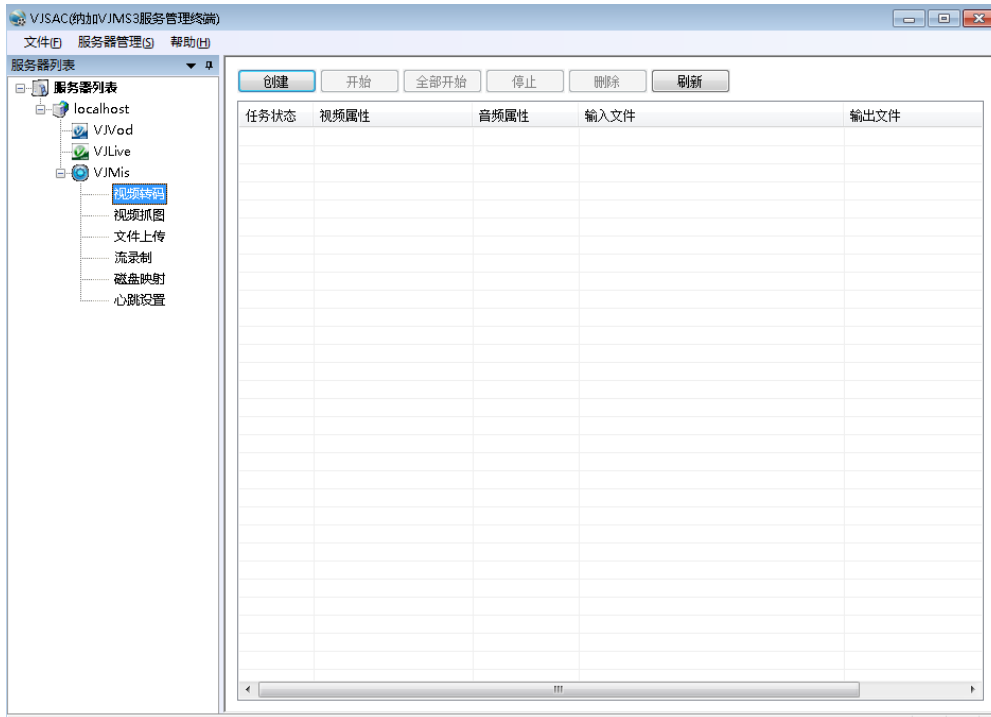 VJSAC(纳加VJMS3服务管理终端)
文件(F) 服务器管理(S) 帮助(H)
服务器列表
服务器列表
localhost
VJVod
VJLive
VJMis
视频转码
视频抓图
文件上传
流录制
磁盘映射
心跳设置
创建 开始 全部开始 停止 删除 刷新
任务状态 视频属性 音频属性 输入文件 输出文件